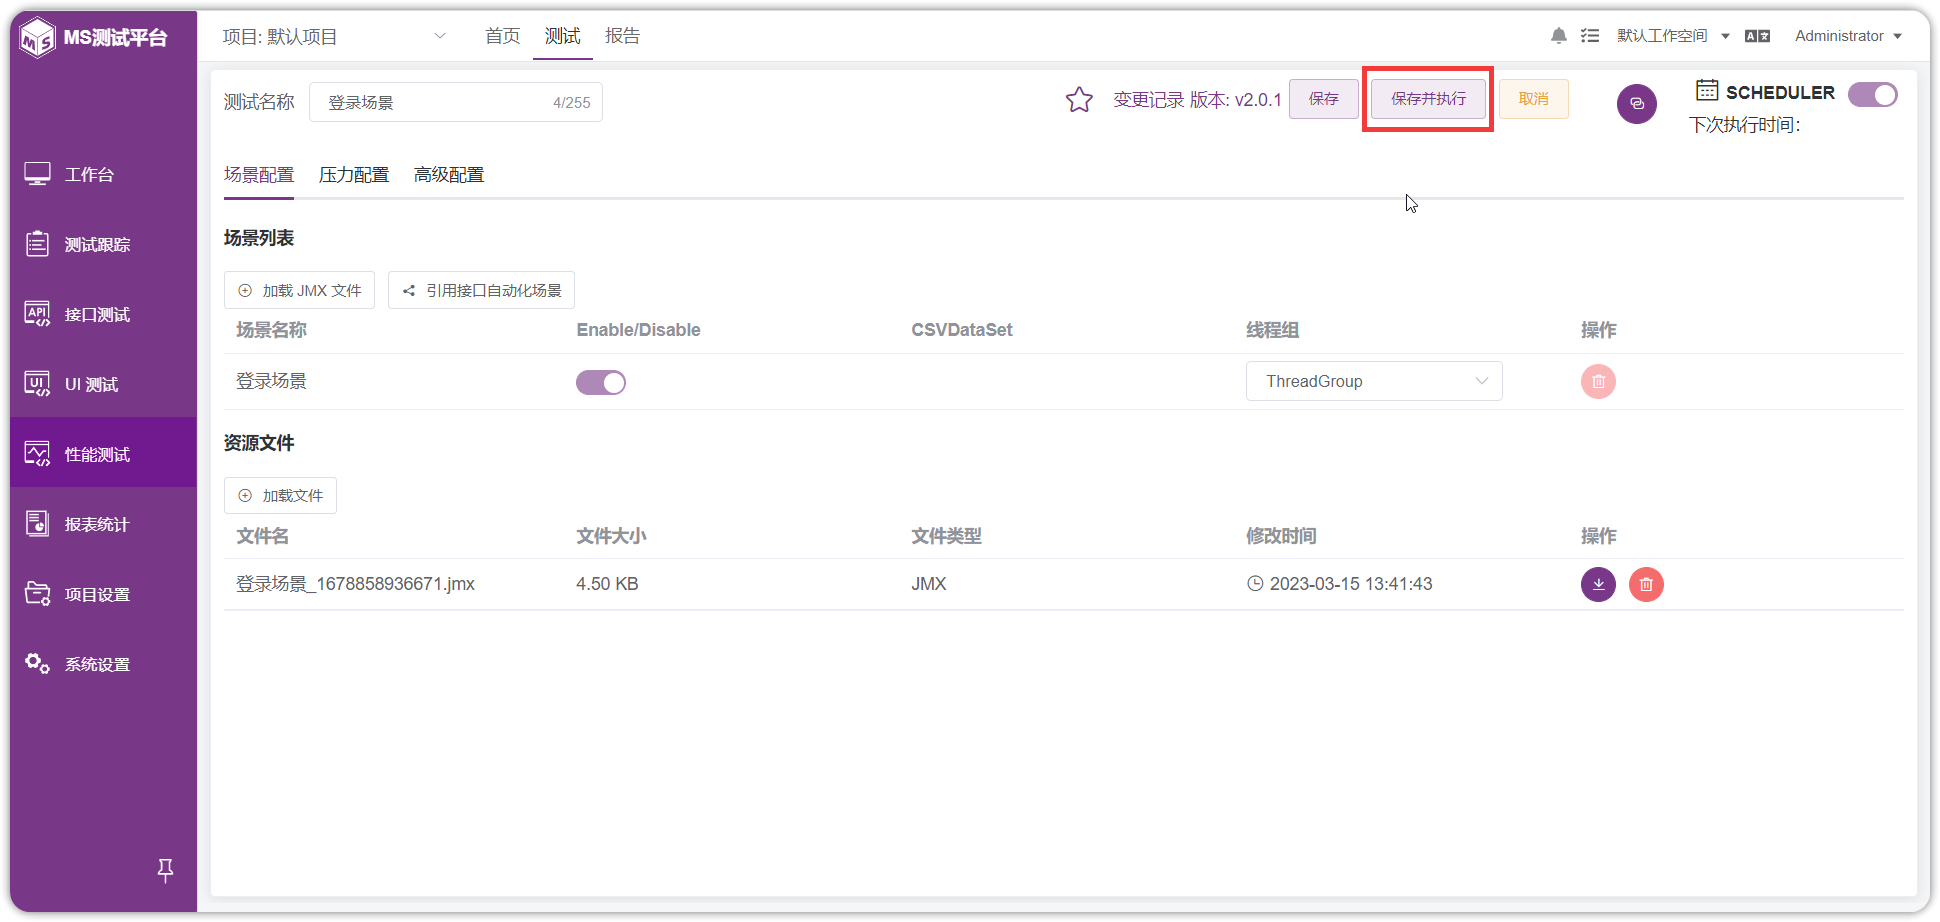 MS测试平台
项目: 默认项目
首页
测试
报告
默认工作空间
Administrator
工作台
测试跟踪
API
接口测试
UI
UI 测试
性能测试
报表统计
项目设置
系统设置
测试名称
登录场景
4/255
变更记录 版本: v2.0.1
保存
保存并执行
取消
SCHEDULER
下次执行时间:
场景配置
压力配置
高级配置
场景列表
加载 JMX 文件
引用接口自动化场景
场景名称 Enable/Disable CSVDataSet 线程组 操作
登录场景 ThreadGroup
资源文件
加载文件
文件名 文件大小 文件类型 修改时间 操作
登录场景_1678858936671.jmx 4.50 KB JMX 2023-03-15 13:41:43